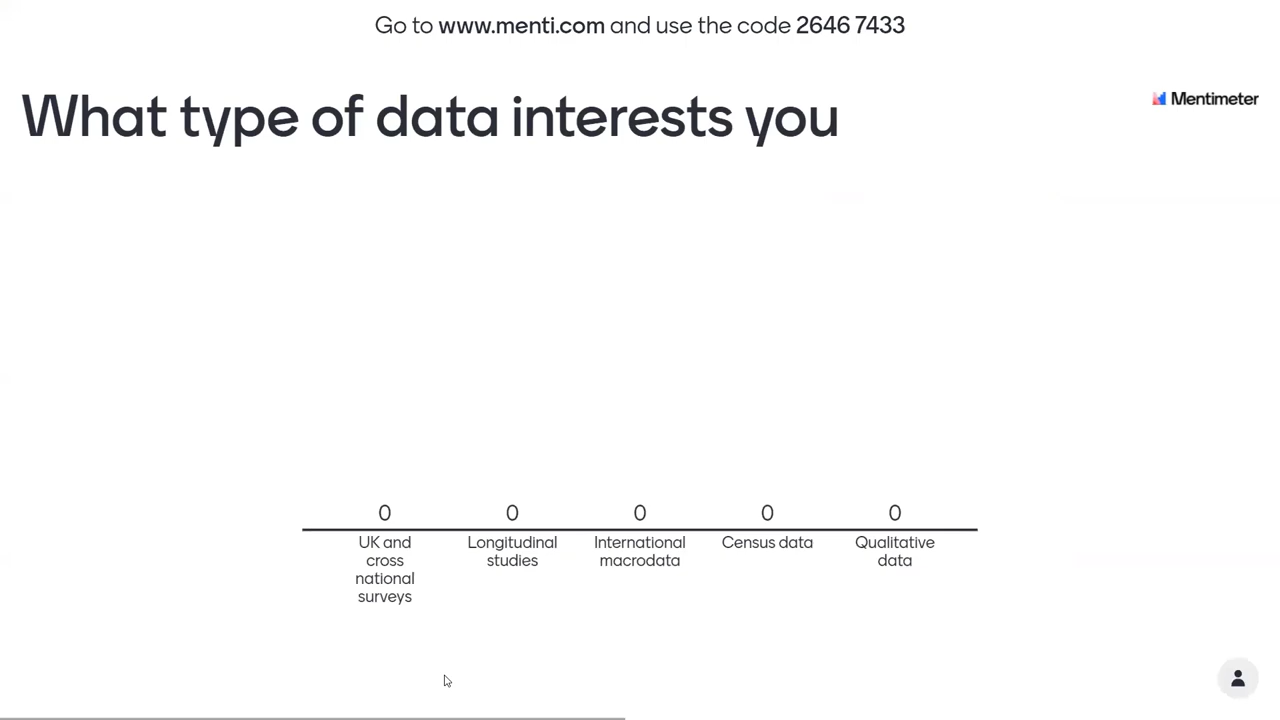 Go to www.menti.com and use the code 2646 7433
What type of data interests you
Mentimeter
0 0 0 0 0
UK and
cross
national
surveys
Longitudinal
studies
International
macrodata
Census data
Qualitative
data